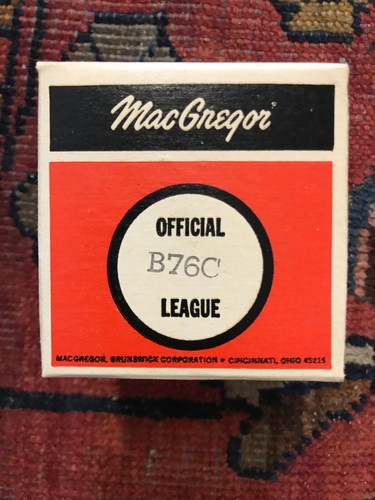 MacGregor
OFFICIAL
B76C
LEAGUE
MACGREGOR, BRUNSWICK CORPORATION • CINCINNATI, OHIO 45215